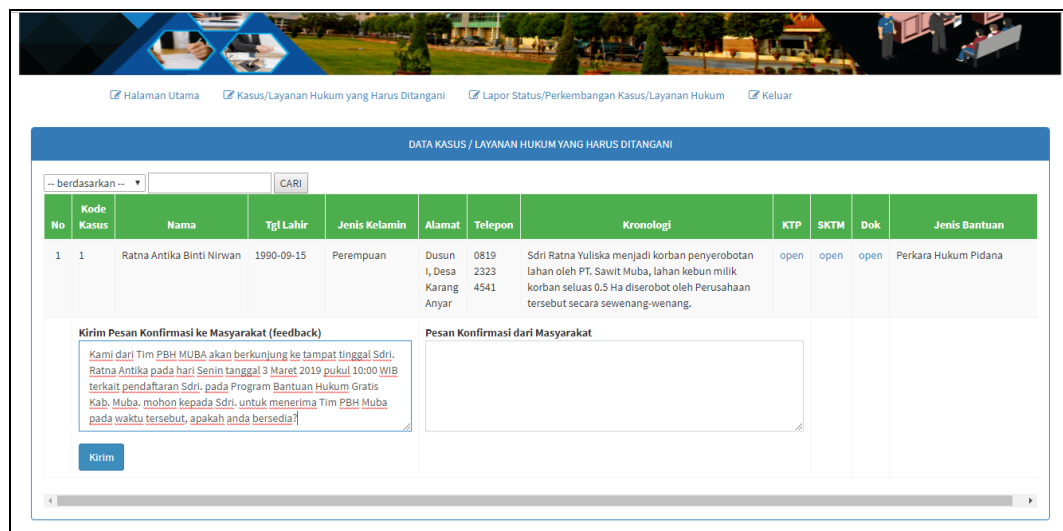 Halaman Utama Kasus/Layanan Hukum yang Harus Ditangani Lapor Status/Perkembangan Kasus/Layanan Hukum Keluar
DATA KASUS / LAYANAN HUKUM YANG HARUS DITANGANI
-- berdasarkan -- CARI
No Kode Kasus Nama Tgl Lahir Jenis Kelamin Alamat Telepon Kronologi KTP SKTM Dok Jenis Bantuan
1 1 Ratna Antika Binti Nirwan 1990-09-15 Perempuan
Dusun
I, Desa
Karang
Anyar
0819
2323
4541
Sdri Ratna Yuliska menjadi korban penyerobotan
lahan oleh PT. Sawit Muba, lahan kebun milik
korban seluas 0.5 Ha diserobot oleh Perusahaan
tersebut secara sewenang-wenang.
open open open Perkara Hukum Pidana
Kirim Pesan Konfirmasi ke Masyarakat (feedback)
Kami dari Tim PBH MUBA akan berkunjung ke tampat tinggal Sdri.
Ratna Antika pada hari Senin tanggal 3 Maret 2019 pukul 10:00 WIB
terkait pendaftaran Sdri. pada Program Bantuan Hukum Gratis
Kab. Muba. mohon kepada Sdri. untuk menerima Tim PBH Muba
pada waktu tersebut, apakah anda bersedia?
Pesan Konfirmasi dari Masyarakat
Kirim